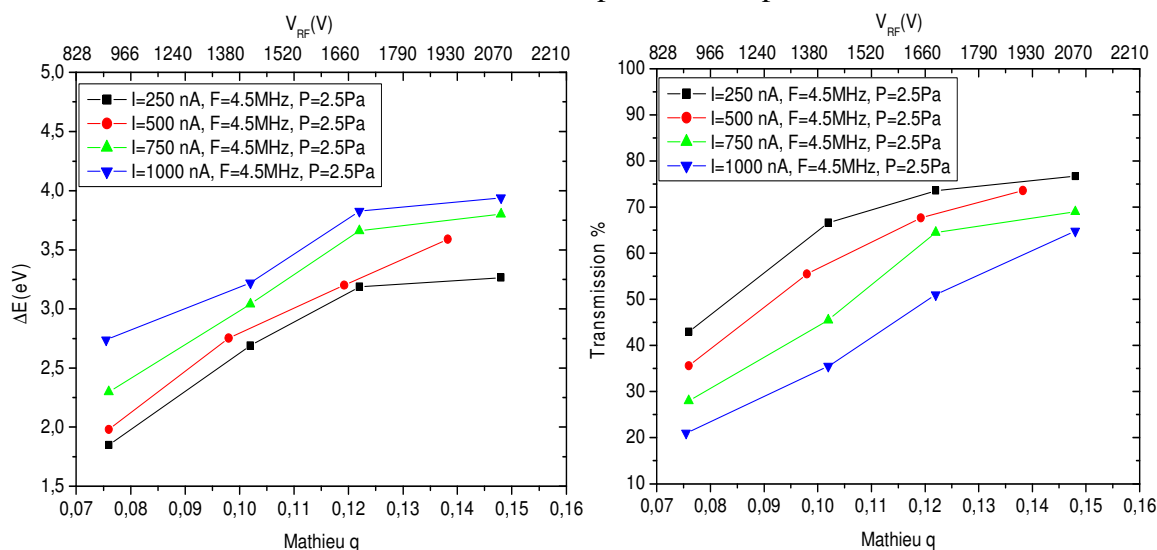 V_RF(V)
828 966 1240 1380 1520 1660 1790 1930 2070 2210
5,0
4,5
4,0
3,5
3,0
2,5
2,0
1,5
ΔE(eV)
I=250 nA, F=4.5MHz, P=2.5Pa
I=500 nA, F=4.5MHz, P=2.5Pa
I=750 nA, F=4.5MHz, P=2.5Pa
I=1000 nA, F=4.5MHz, P=2.5Pa
0,07 0,08 0,09 0,10 0,11 0,12 0,13 0,14 0,15 0,16
Mathieu q
V_RF(V)
828 966 1240 1380 1520 1660 1790 1930 2070 2210
100
90
80
70
60
50
40
30
20
10
Transmission %
I=250 nA, F=4.5MHz, P=2.5Pa
I=500 nA, F=4.5MHz, P=2.5Pa
I=750 nA, F=4.5MHz, P=2.5Pa
I=1000 nA, F=4.5MHz, P=2.5Pa
0,07 0,08 0,09 0,10 0,11 0,12 0,13 0,14 0,15 0,16
Mathieu q